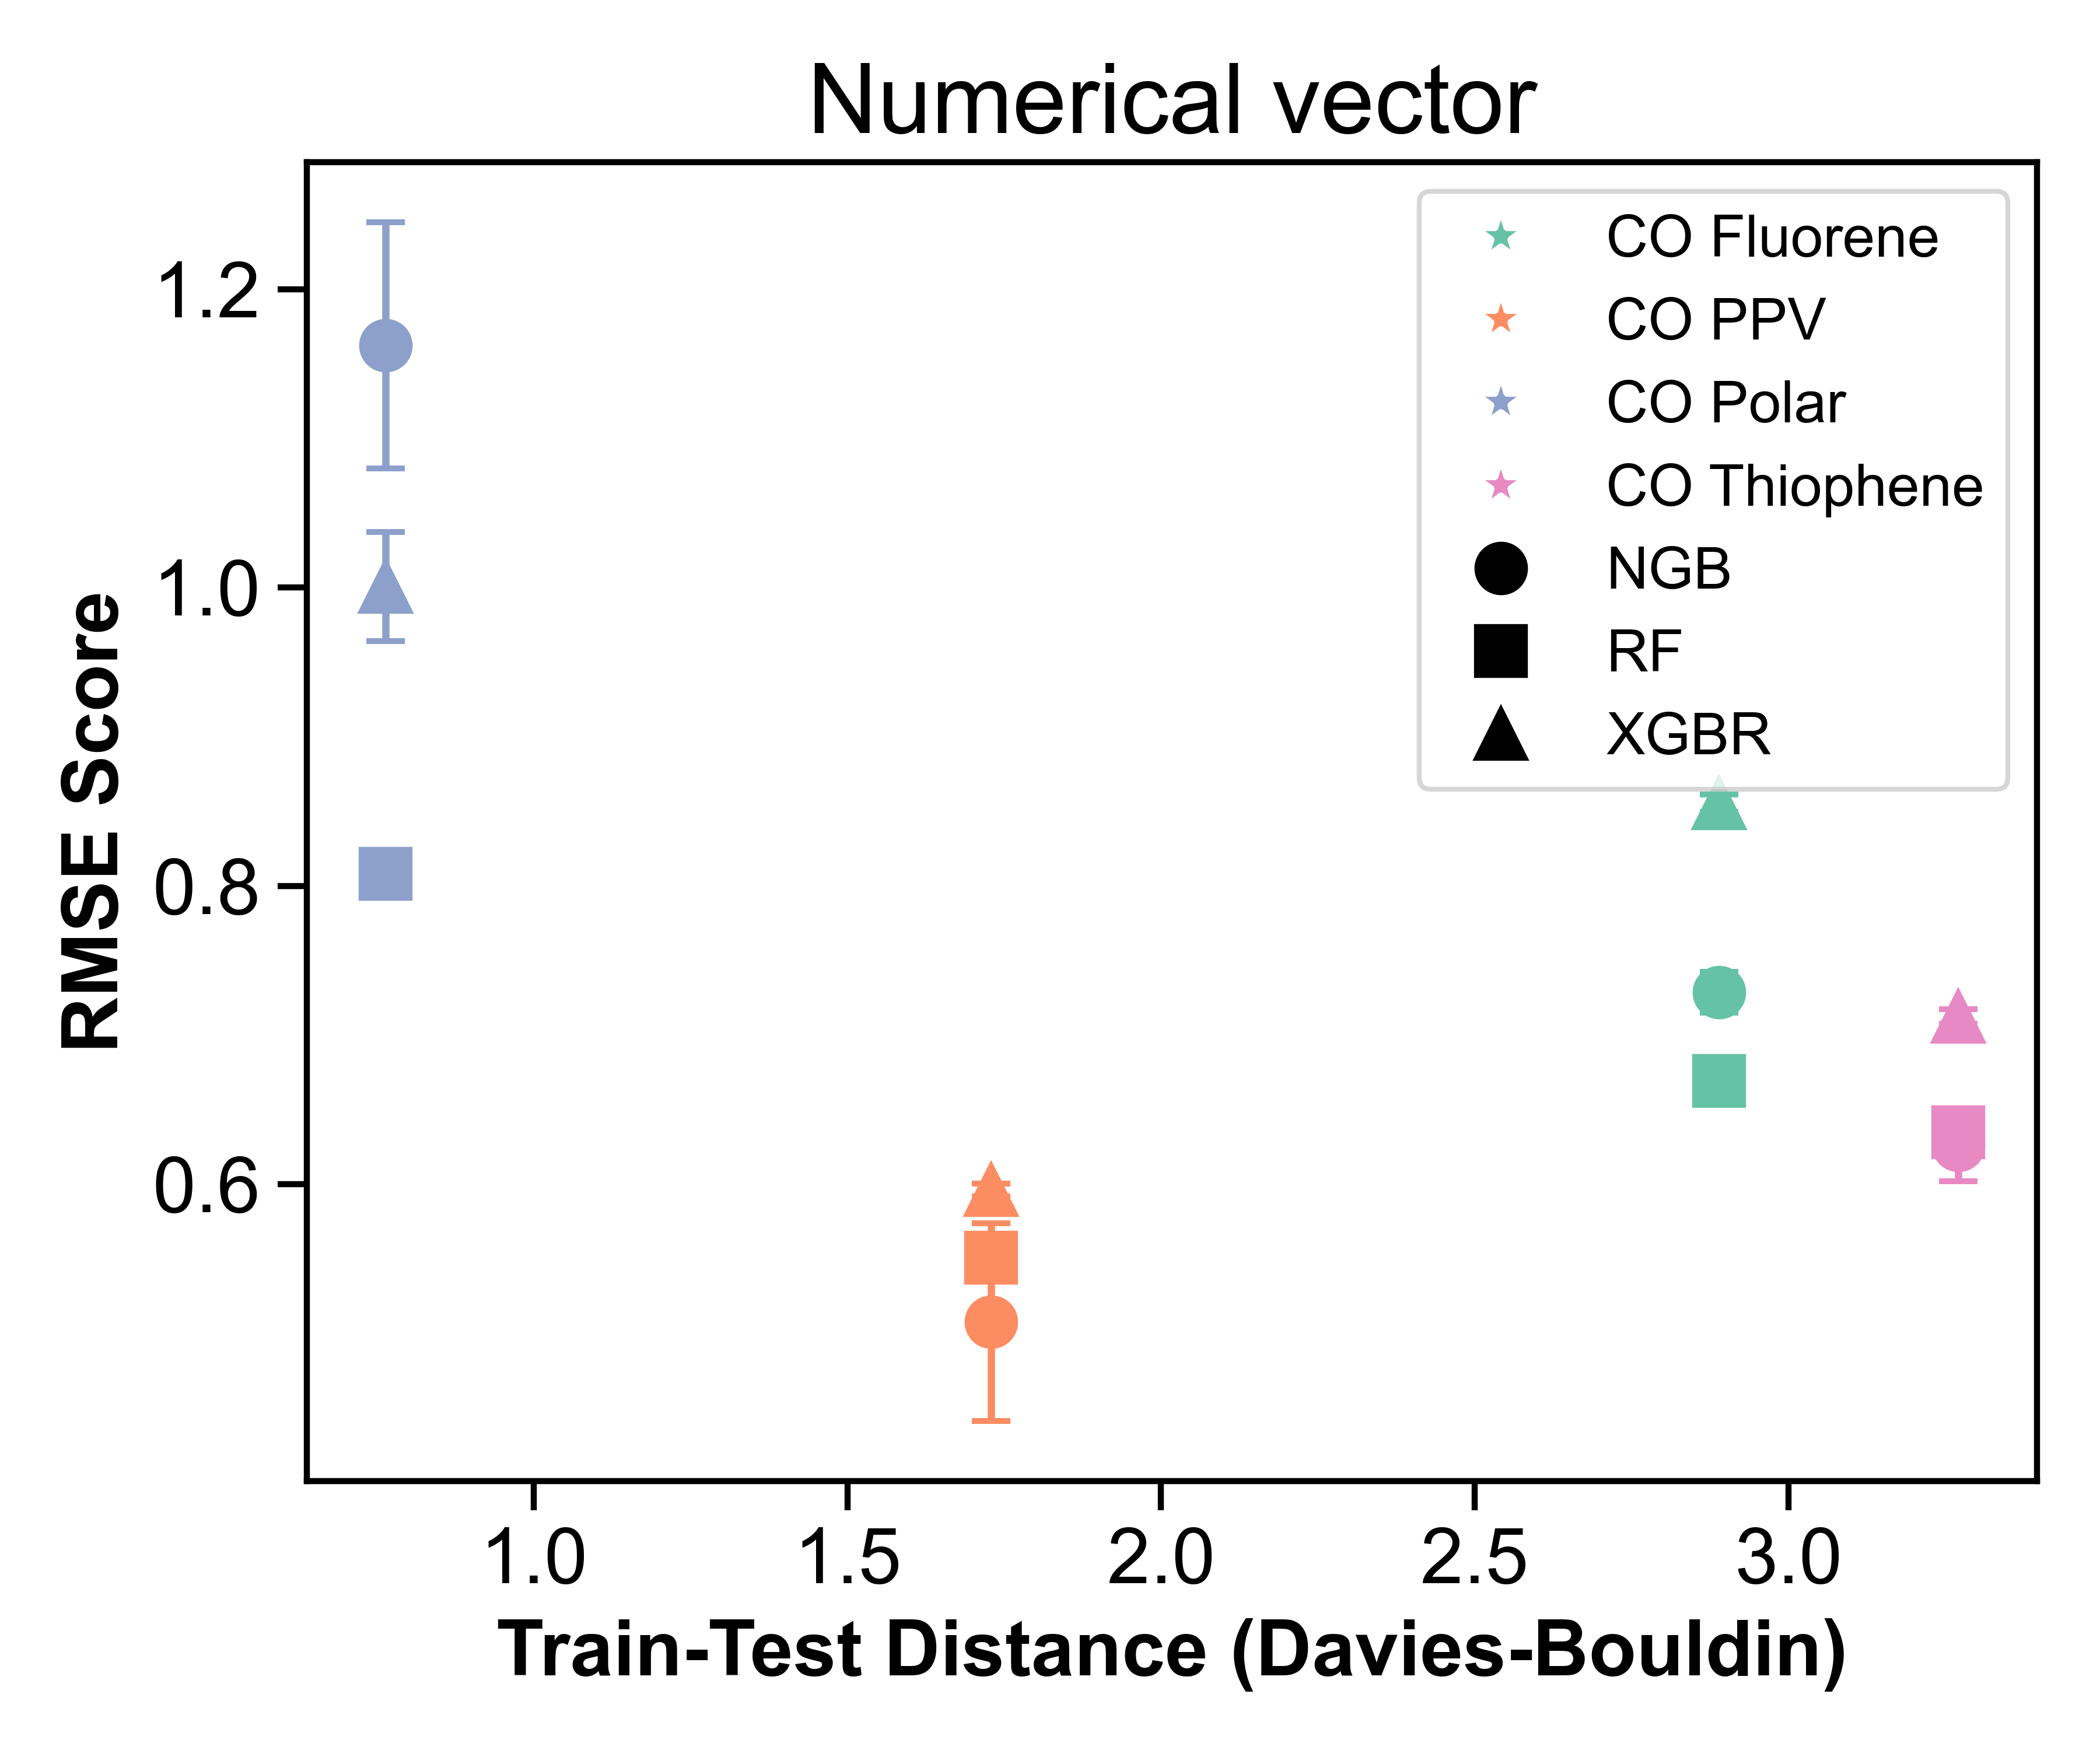 Numerical vector
RMSE Score
1.2
1.0
0.8
0.6
CO Fluorene
CO PPV
CO Polar
CO Thiophene
NGB
RF
XGBR
1.0 1.5 2.0 2.5 3.0
Train-Test Distance (Davies-Bouldin)